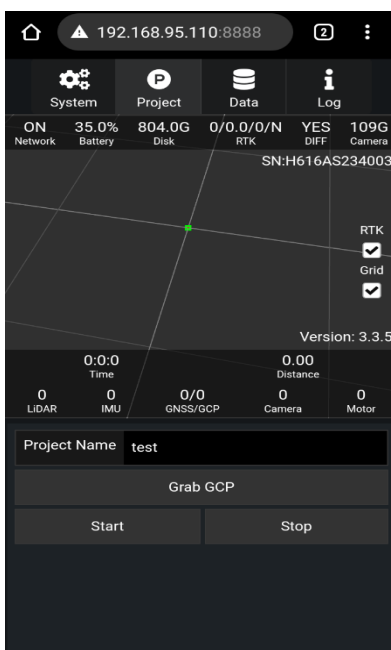 192.168.95.110:8888 2
System Project Data Log
ON 35.0% 804.0G 0/0.0/0/N YES 109G
Network Battery Disk RTK DIFF Camera
SN:H616AS234003
RTK
Grid
Version: 3.3.5
0:0:0 0.00
Time Distance
0 0 0/0 0 0
LiDAR IMU GNSS/GCP Camera Motor
Project Name test
Grab GCP
Start Stop